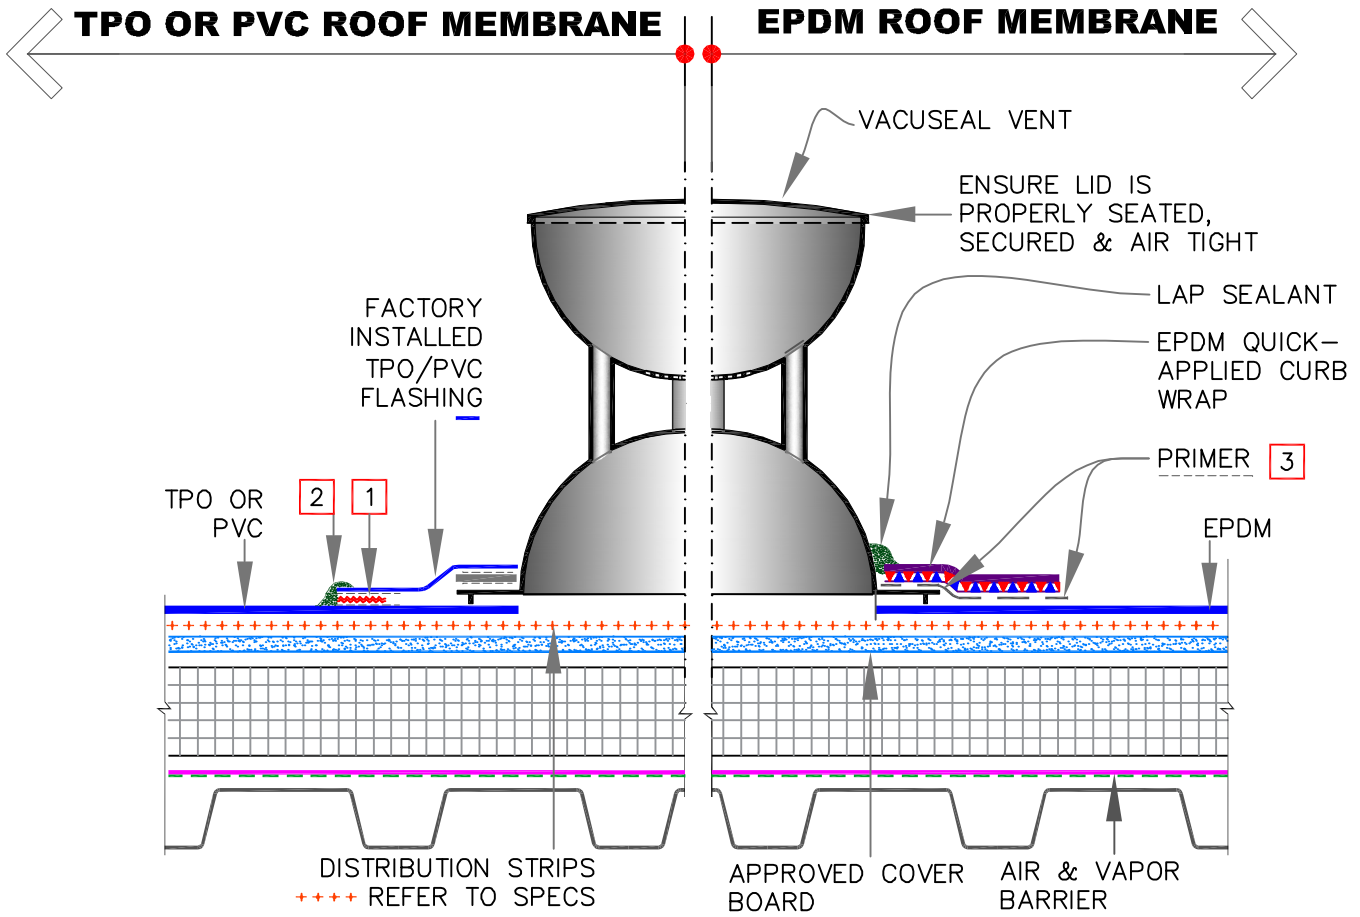 TPO OR PVC ROOF MEMBRANE
EPDM ROOF MEMBRANE
VACUSEAL VENT
ENSURE LID IS
PROPERLY SEATED,
SECURED & AIR TIGHT
LAP SEALANT
EPDM QUICK–
APPLIED CURB
WRAP
PRIMER 3
EPDM
FACTORY
INSTALLED
TPO/PVC
FLASHING
2 1
TPO OR
PVC
DISTRIBUTION STRIPS
REFER TO SPECS
APPROVED COVER
BOARD
AIR & VAPOR
BARRIER